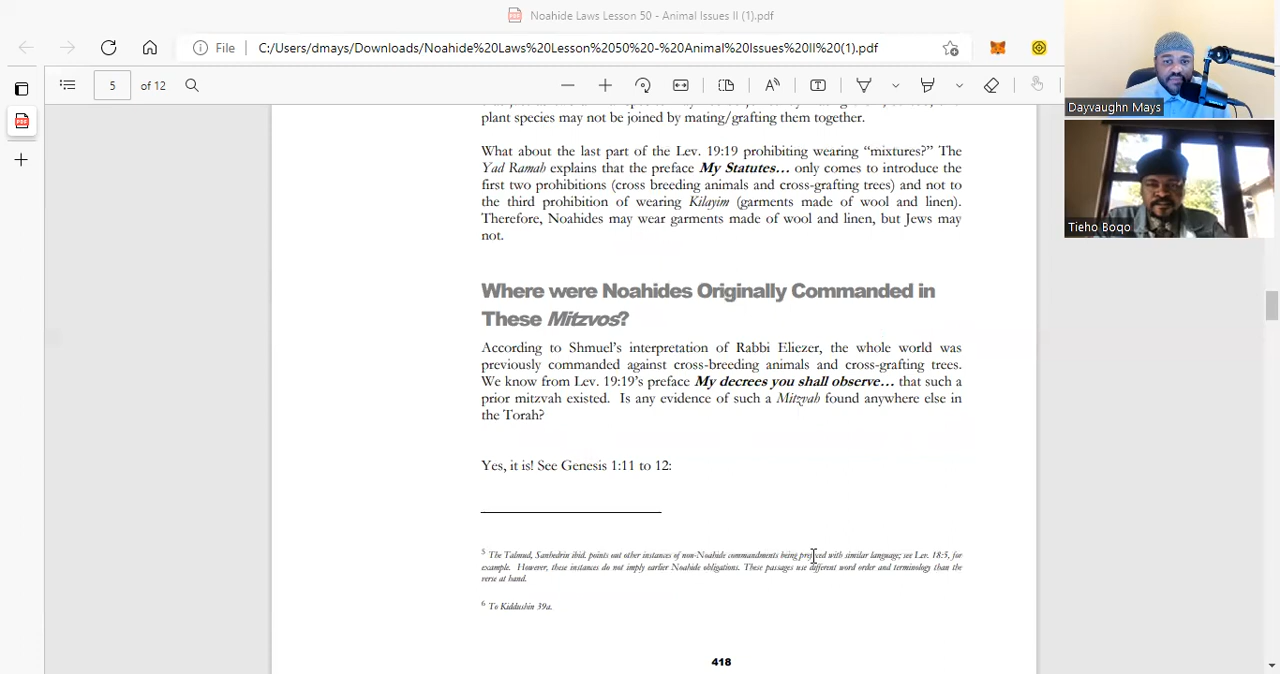 Noahide Laws Lesson 50 - Animal Issues II (1).pdf
File C:/Users/dmays/Downloads/Noahide%20Laws%20Lesson%2050%20-%20Animal%20Issues%20II%20(1).pdf
5 of 12
Dayvaughn Mays
Tieho Boqo
plant species may not be joined by mating/grafting them together.
What about the last part of the Lev. 19:19 prohibiting wearing “mixtures?” The
Yad Ramah explains that the preface My Statutes… only comes to introduce the
first two prohibitions (cross breeding animals and cross-grafting trees) and not to
the third prohibition of wearing Kilayim (garments made of wool and linen).
Therefore, Noahides may wear garments made of wool and linen, but Jews may
not.
Where were Noahides Originally Commanded in
These Mitzvos?
According to Shmuel’s interpretation of Rabbi Eliezer, the whole world was
previously commanded against cross-breeding animals and cross-grafting trees.
We know from Lev. 19:19’s preface My decrees you shall observe… that such a
prior mitzvah existed. Is any evidence of such a Mitzvah found anywhere else in
the Torah?
Yes, it is! See Genesis 1:11 to 12:
5 The Talmud, Sanhedrin ibid. points out other instances of non-Noahide commandments being prefaced with similar language; see Lev. 18:5, for
example. However, these instances do not imply earlier Noahide obligations. These passages use different word order and terminology than the
verse at hand.
6 To Kiddushin 39a.
418